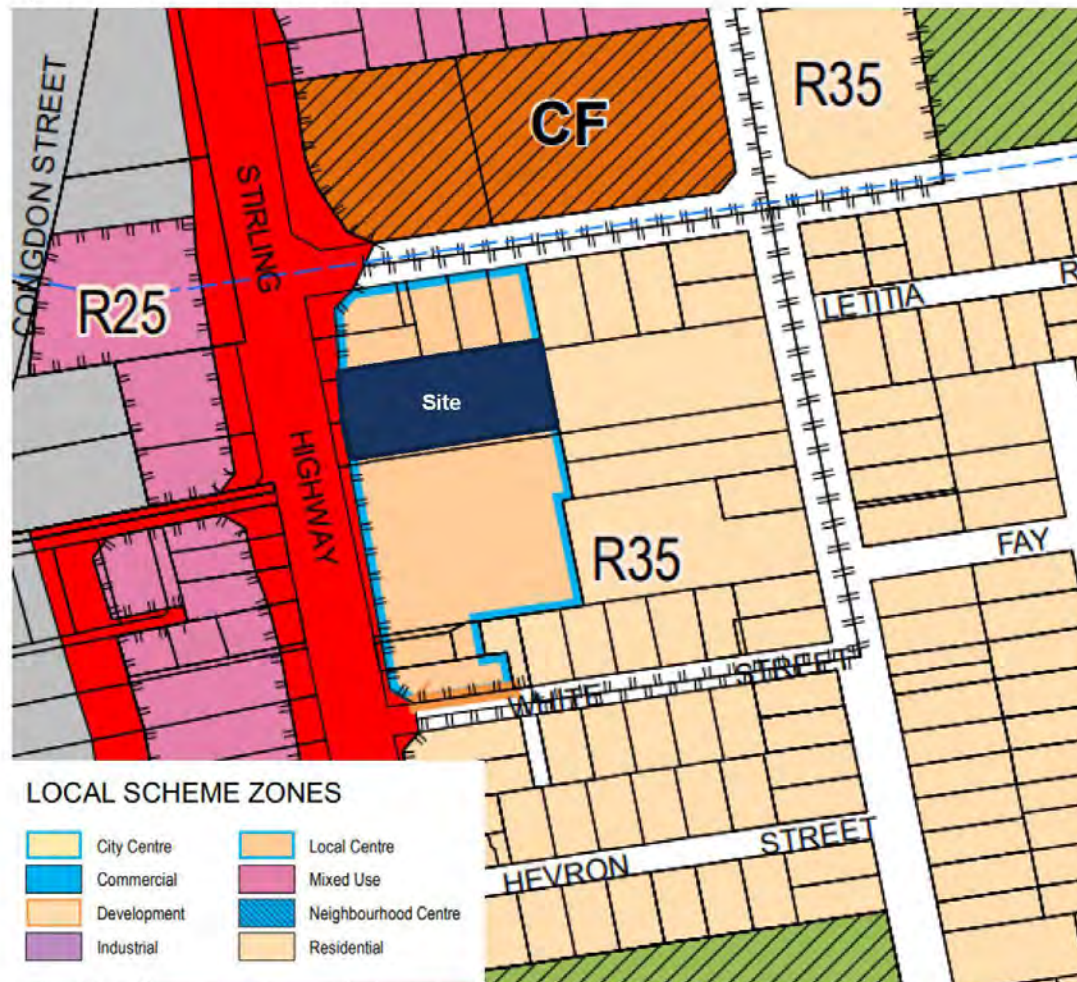 CONGDON STREET
STIRLING
HIGHWAY
CF
R35
R25
LETITIA
R
Site
R35
FAY
WHITE
STREET
HEVRON
STREET
LOCAL SCHEME ZONES
City Centre
Local Centre
Commercial
Mixed Use
Development
Neighbourhood Centre
Industrial
Residential